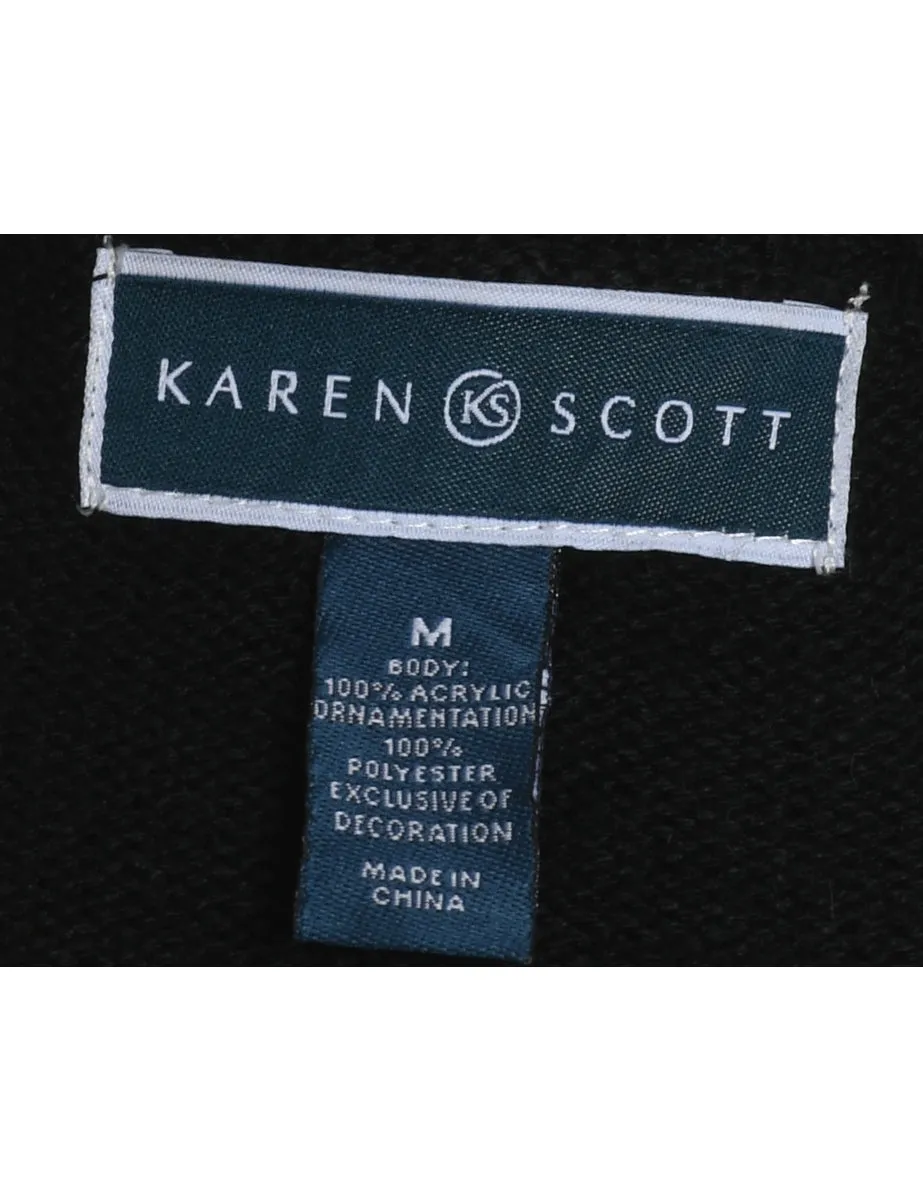 KAREN KS SCOTT
M
BODY:
100% ACRYLIC
ORNAMENTATION
100%
POLYESTER
EXCLUSIVE OF
DECORATION
MADE IN
CHINA